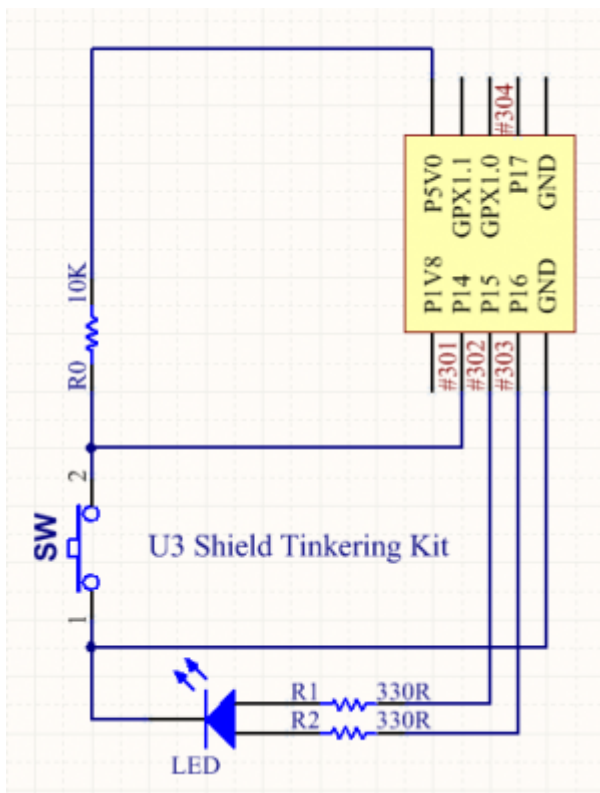 #304
P5V0
GPX1.1
GPX1.0
P17
GND
P1V8
P14
P15
P16
GND
#301
#302
#303
10K
R0
2
SW
U3 Shield Tinkering Kit
1
R1 330R
R2 330R
LED